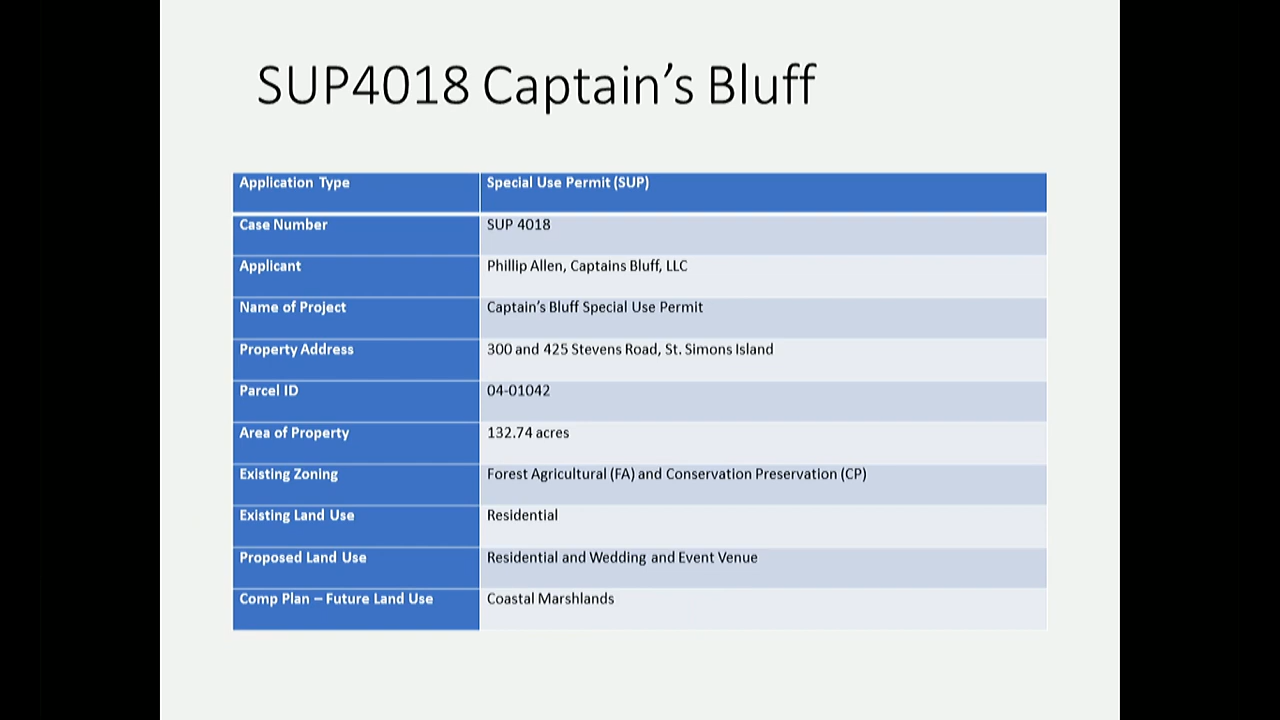 SUP4018 Captain’s Bluff
Application Type Special Use Permit (SUP)
Case Number SUP 4018
Applicant Phillip Allen, Captains Bluff, LLC
Name of Project Captain’s Bluff Special Use Permit
Property Address 300 and 425 Stevens Road, St. Simons Island
Parcel ID 04-01042
Area of Property 132.74 acres
Existing Zoning Forest Agricultural (FA) and Conservation Preservation (CP)
Existing Land Use Residential
Proposed Land Use Residential and Wedding and Event Venue
Comp Plan – Future Land Use Coastal Marshlands